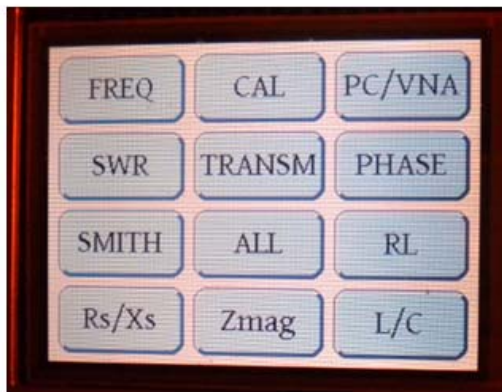 FREQ CAL PC/VNA
SWR TRANSM PHASE
SMITH ALL RL
Rs/Xs Zmag L/C